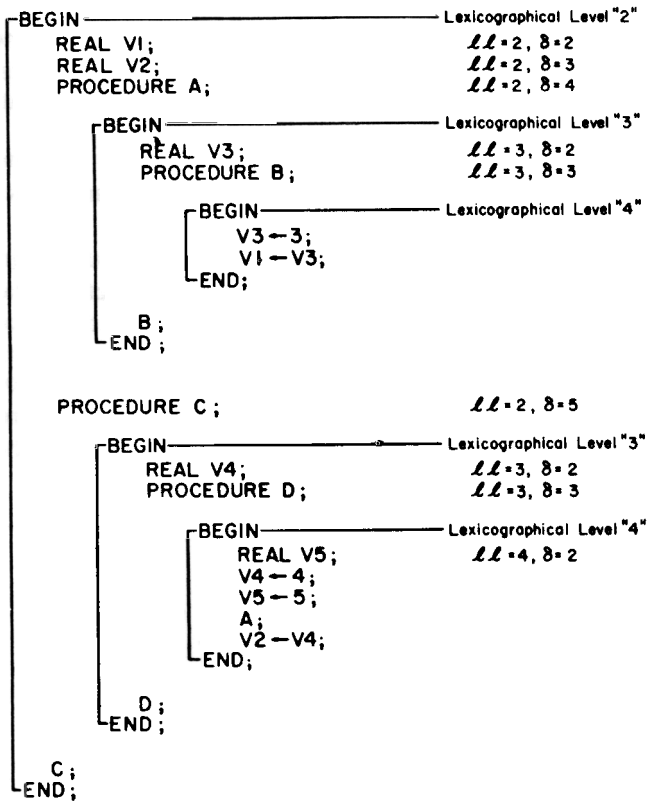 BEGIN Lexicographical Level "2"
REAL V1; ℓℓ=2, δ=2
REAL V2; ℓℓ=2, δ=3
PROCEDURE A; ℓℓ=2, δ=4
BEGIN Lexicographical Level "3"
REAL V3; ℓℓ=3, δ=2
PROCEDURE B; ℓℓ=3, δ=3
BEGIN Lexicographical Level "4"
V3←3;
V1←V3;
END;
B;
END;
PROCEDURE C; ℓℓ=2, δ=5
BEGIN Lexicographical Level "3"
REAL V4; ℓℓ=3, δ=2
PROCEDURE D; ℓℓ=3, δ=3
BEGIN Lexicographical Level "4"
REAL V5; ℓℓ=4, δ=2
V4←4;
V5←5;
A;
V2←V4;
END;
D;
END;
C;
END;